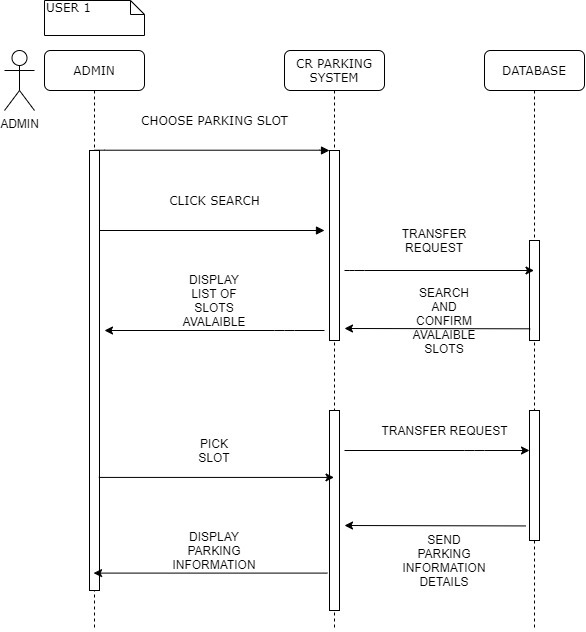 USER 1
ADMIN
ADMIN
CR PARKING
SYSTEM
DATABASE
CHOOSE PARKING SLOT
CLICK SEARCH
TRANSFER
REQUEST
DISPLAY
LIST OF
SLOTS
AVALAIBLE
SEARCH
AND
CONFIRM
AVALAIBLE
SLOTS
PICK
SLOT
TRANSFER REQUEST
DISPLAY
PARKING
INFORMATION
SEND
PARKING
INFORMATION
DETAILS